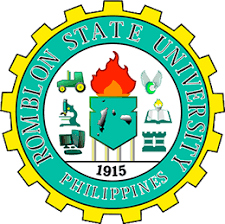 ROMBLON STATE UNIVERSITY
1915
PHILIPPINES